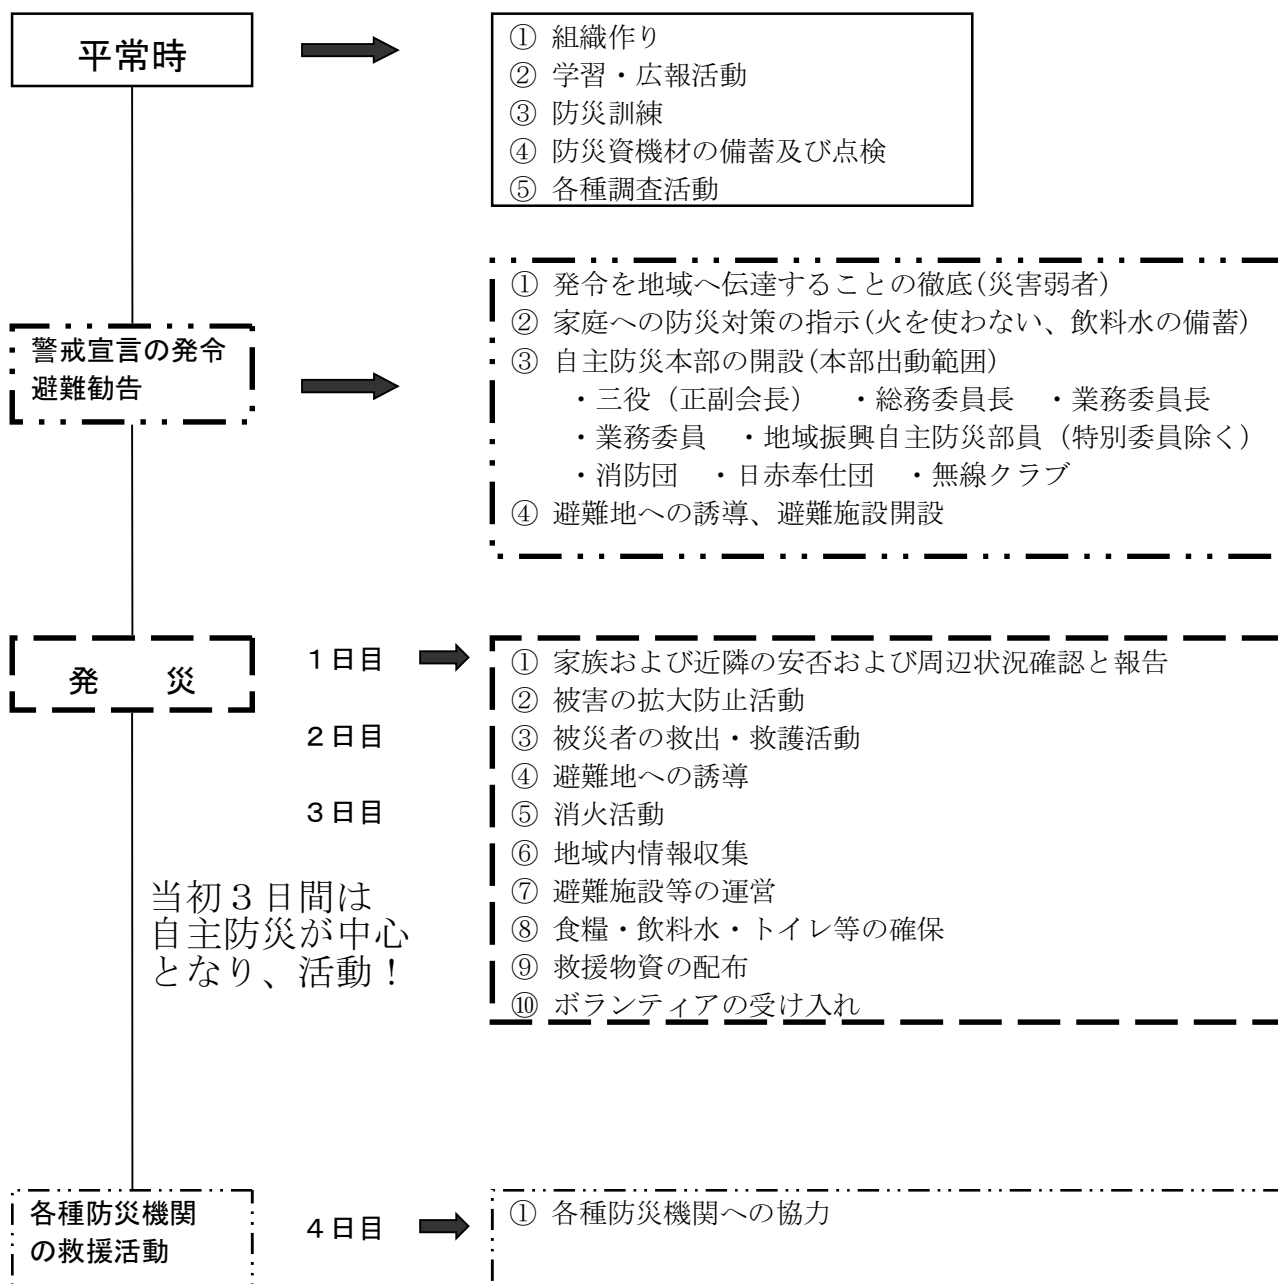 平常時
① 組織作り
② 学習・広報活動
③ 防災訓練
④ 防災資機材の備蓄及び点検
⑤ 各種調査活動
警戒宣言の発令
避難勧告
① 発令を地域へ伝達することの徹底(災害弱者)
② 家庭への防災対策の指示(火を使わない、飲料水の備蓄)
③ 自主防災本部の開設(本部出動範囲)
・三役（正副会長）　・総務委員長　・業務委員長
・業務委員　・地域振興自主防災部員（特別委員除く）
・消防団　・日赤奉仕団　・無線クラブ
④ 避難地への誘導、避難施設開設
発　災
１日目
２日目
３日目
当初３日間は
自主防災が中心
となり、活動！
① 家族および近隣の安否および周辺状況確認と報告
② 被害の拡大防止活動
③ 被災者の救出・救護活動
④ 避難地への誘導
⑤ 消火活動
⑥ 地域内情報収集
⑦ 避難施設等の運営
⑧ 食糧・飲料水・トイレ等の確保
⑨ 救援物資の配布
⑩ ボランティアの受け入れ
各種防災機関
の救援活動
４日目
① 各種防災機関への協力